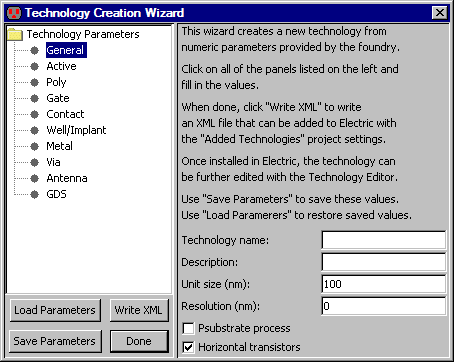 Technology Creation Wizard
Technology Parameters
General
Active
Poly
Gate
Contact
Well/Implant
Metal
Via
Antenna
GDS
Load Parameters
Write XML
Save Parameters
Done
This wizard creates a new technology from
numeric parameters provided by the foundry.
Click on all of the panels listed on the left and
fill in the values.
When done, click "Write XML" to write
an XML file that can be added to Electric with
the "Added Technologies" project settings.
Once installed in Electric, the technology can
be further edited with the Technology Editor.
Use "Save Parameters" to save these values.
Use "Load Paramerers" to restore saved values.
Technology name:
Description:
Unit size (nm): 100
Resolution (nm): 0
Psubstrate process
Horizontal transistors